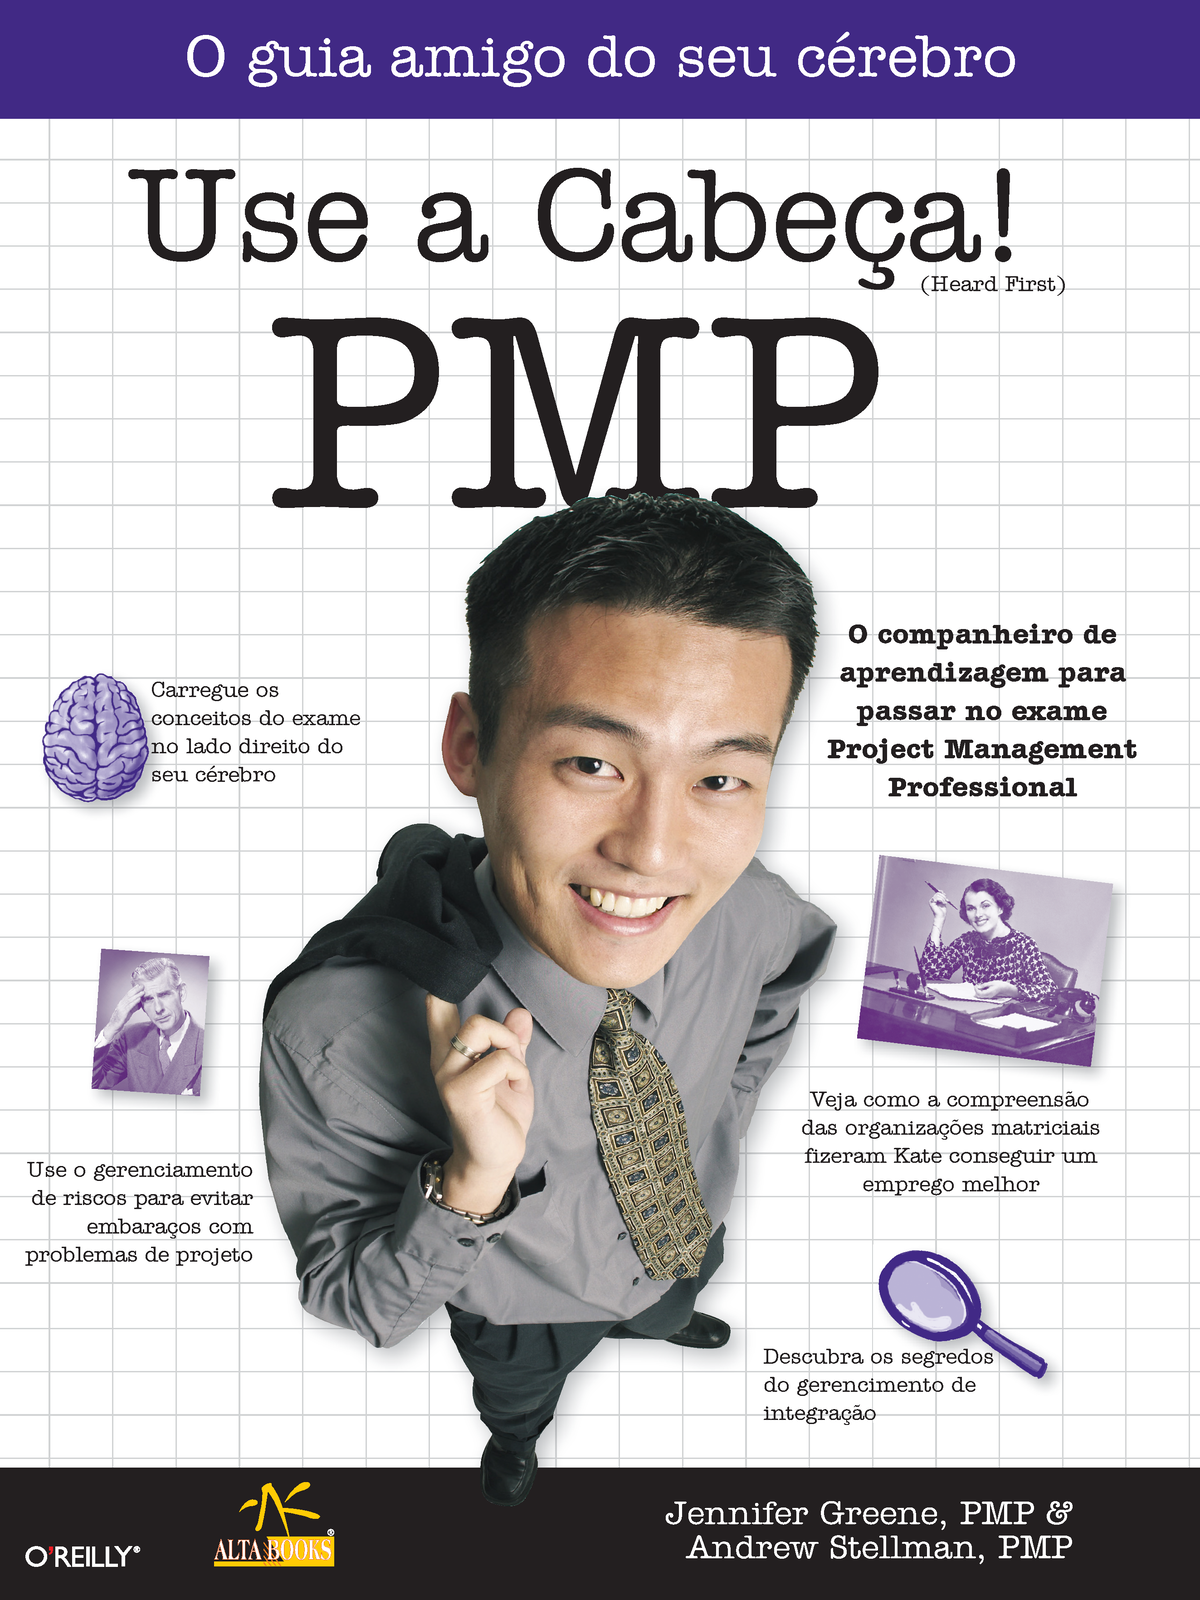 O guia amigo do seu cérebro
Use a Cabeça!
(Heard First)
PMP
O companheiro de
aprendizagem para
passar no exame
Project Management
Professional
Carregue os
conceitos do exame
no lado direito do
seu cérebro
Use o gerenciamento
de riscos para evitar
embaraços com
problemas de projeto
Veja como a compreensão
das organizações matriciais
fizeram Kate conseguir um
emprego melhor
Descubra os segredos
do gerencimento de
integração
O'REILLY®
ALTA BOOKS®
Jennifer Greene, PMP &
Andrew Stellman, PMP